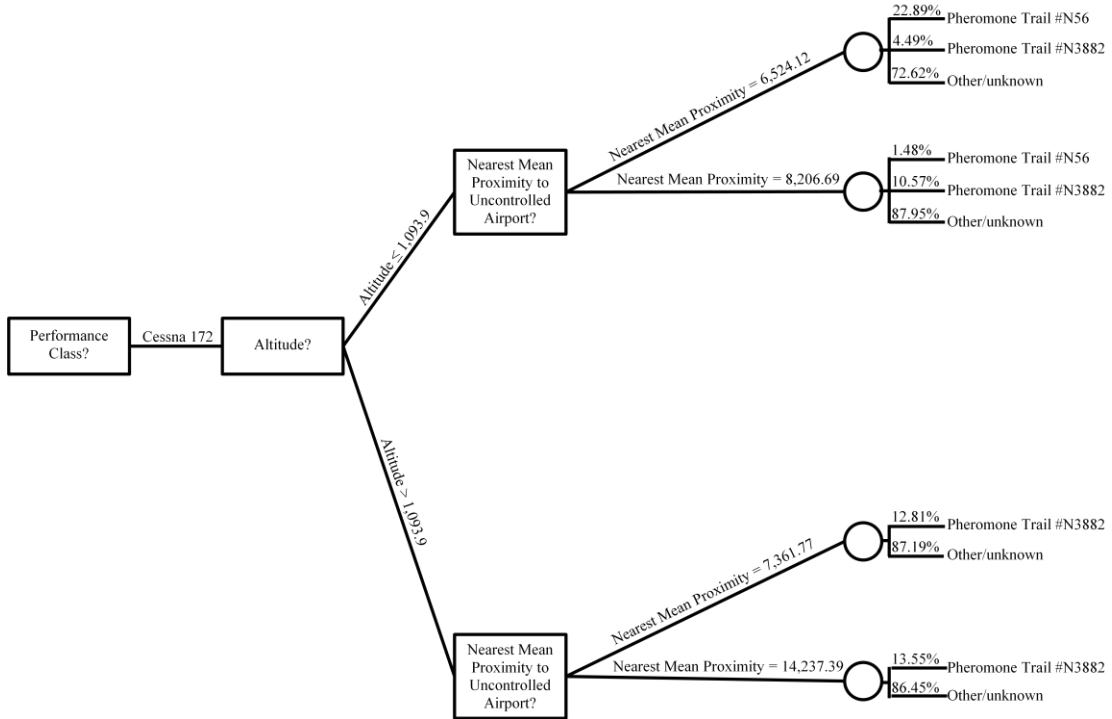 22.89%
Pheromone Trail #N56
4.49%
Pheromone Trail #N3882
72.62%
Other/unknown
Nearest Mean Proximity = 6,524.12
Nearest Mean
Proximity to
Uncontrolled
Airport?
Nearest Mean Proximity = 8,206.69
1.48%
Pheromone Trail #N56
10.57%
Pheromone Trail #N3882
87.95%
Other/unknown
Altitude ≤ 1,093.9
Performance
Class?
Cessna 172
Altitude?
Altitude > 1,093.9
12.81%
Pheromone Trail #N3882
87.19%
Other/unknown
Nearest Mean Proximity = 7,361.77
Nearest Mean
Proximity to
Uncontrolled
Airport?
Nearest Mean Proximity = 14,237.39
13.55%
Pheromone Trail #N3882
86.45%
Other/unknown